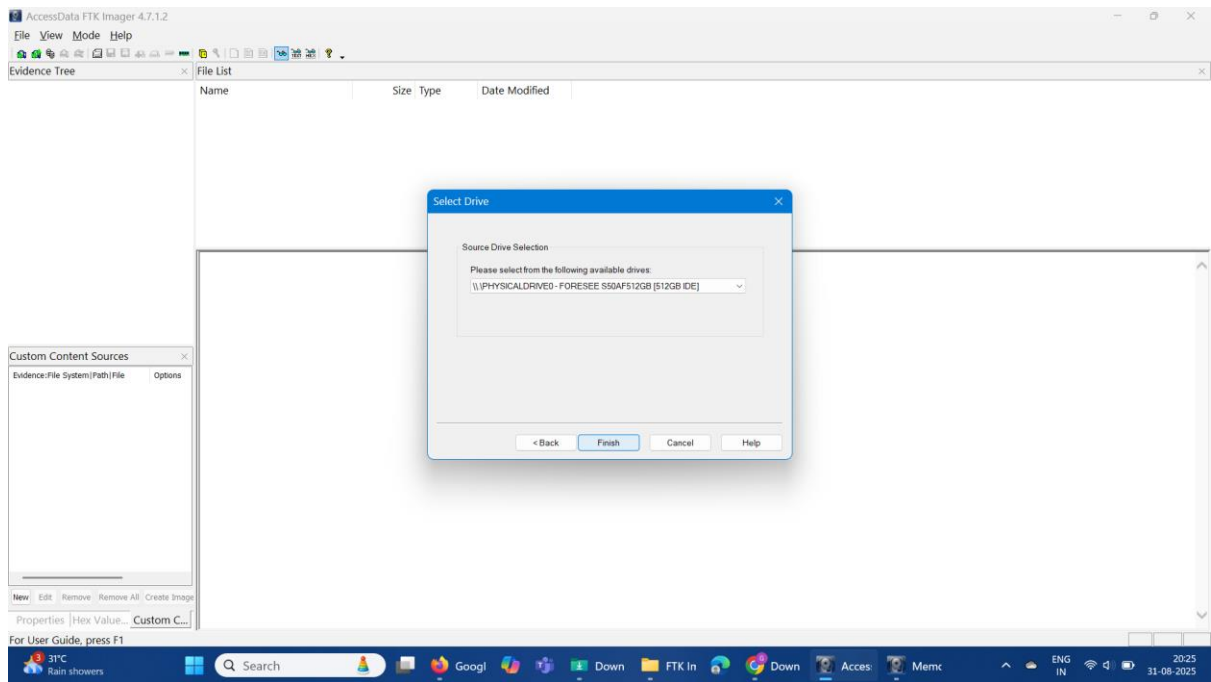 AccessData FTK Imager 4.7.1.2
File View Mode Help
Evidence Tree
File List
Name Size Type Date Modified
Select Drive
Source Drive Selection
Please select from the following available drives:
\\.\PHYSICALDRIVE0 - FORESEE S50AF512GB [512GB IDE]
< Back Finish Cancel Help
Custom Content Sources
Evidence:File System|Path|File Options
New Edit Remove Remove All Create Image
Properties Hex Value... Custom C...
For User Guide, press F1
3
31°C
Rain showers
Search
Googl
Down
FTK In
Down
Acces
Memc
ENG
IN
20:25
31-08-2025